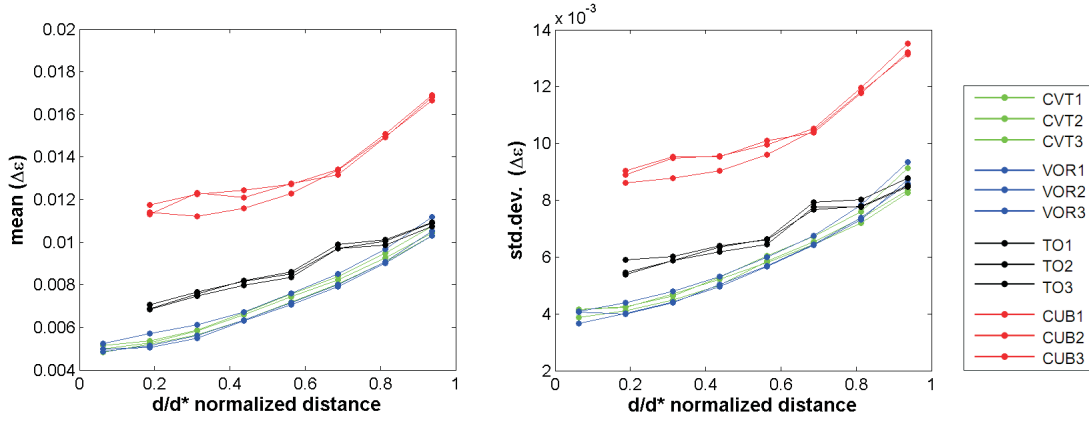 0.02
0.018
0.016
0.014
0.012
0.01
0.008
0.006
0.004
mean (Δε)
0 0.2 0.4 0.6 0.8 1
d/d* normalized distance
x 10⁻³
14
12
10
8
6
4
2
std.dev. (Δε)
0 0.2 0.4 0.6 0.8 1
d/d* normalized distance
CVT1
CVT2
CVT3
VOR1
VOR2
VOR3
TO1
TO2
TO3
CUB1
CUB2
CUB3